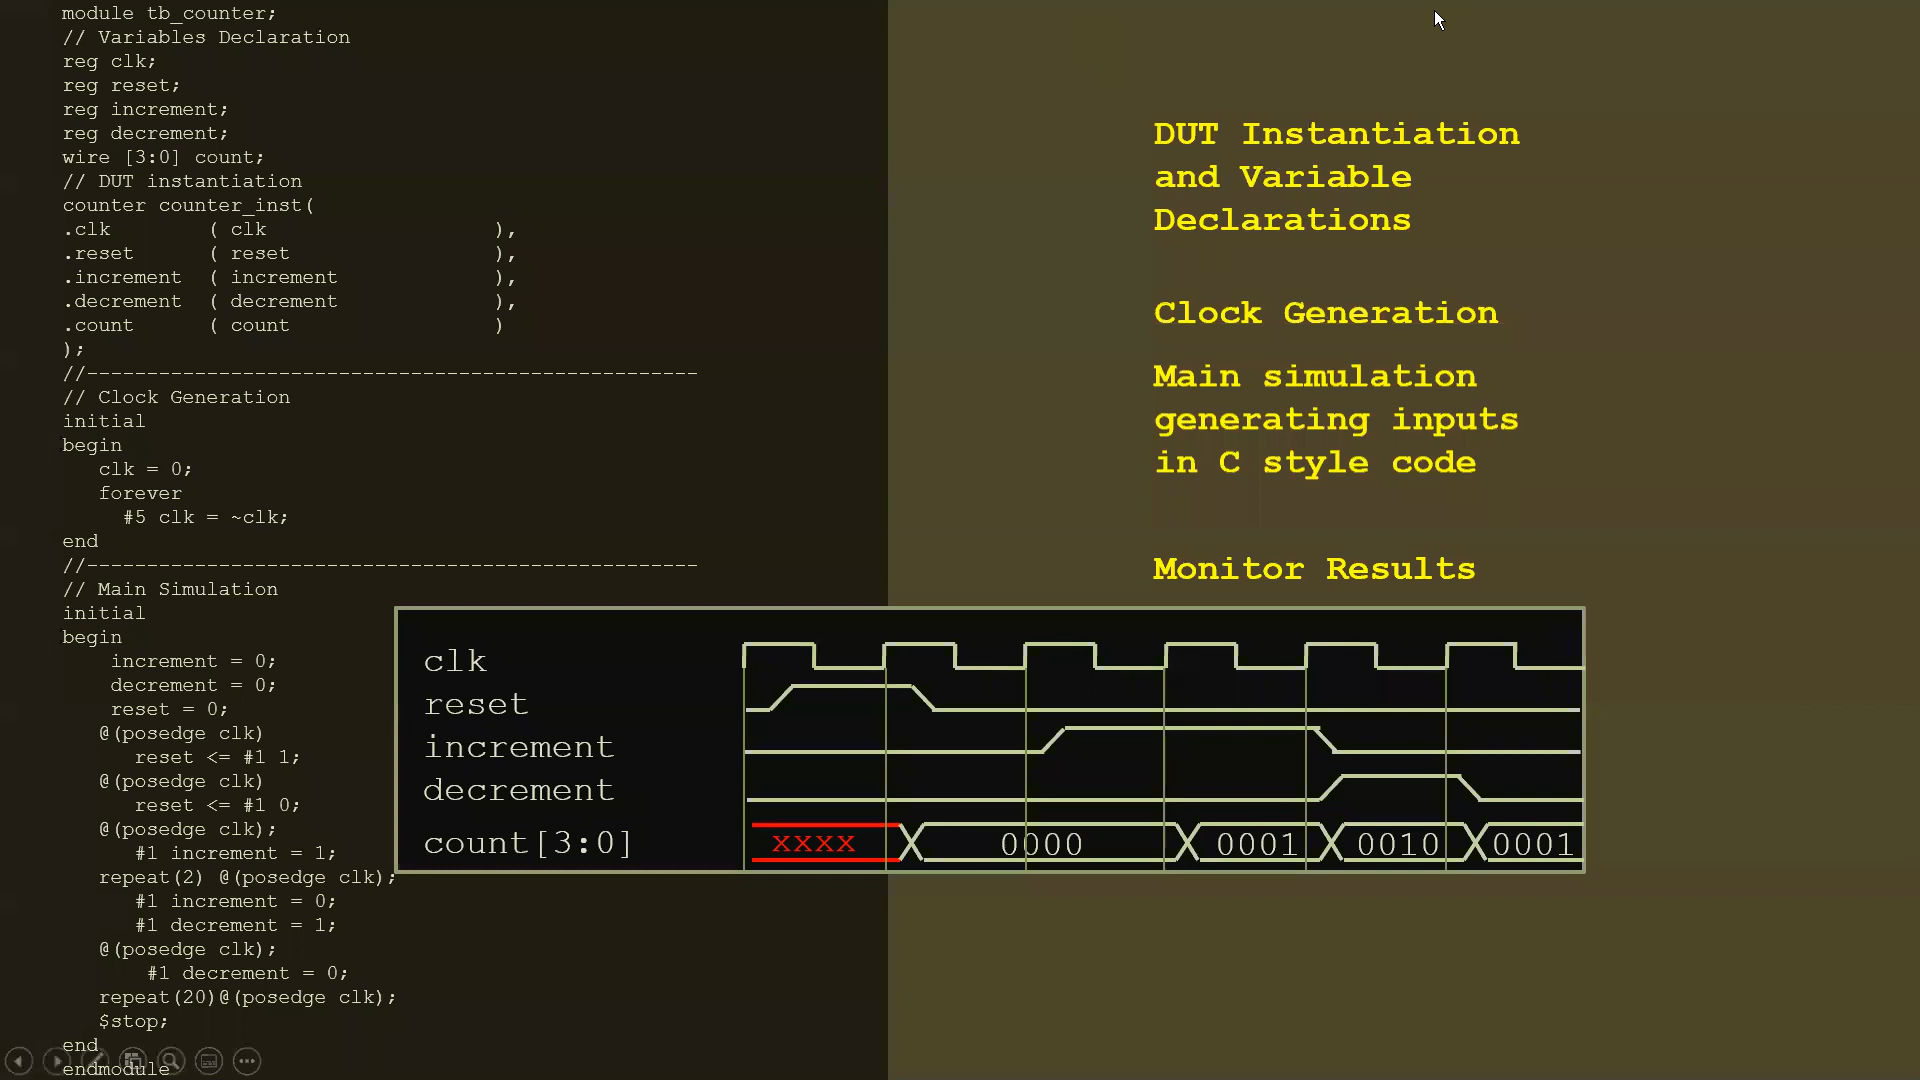 module tb_counter;
// Variables Declaration
reg clk;
reg reset;
reg increment;
reg decrement;
wire [3:0] count;
// DUT instantiation
counter counter_inst(
.clk ( clk ),
.reset ( reset ),
.increment ( increment ),
.decrement ( decrement ),
.count ( count )
);
//---------------------------------------------------
// Clock Generation
initial
begin
clk = 0;
forever
#5 clk = ~clk;
end
//---------------------------------------------------
// Main Simulation
initial
begin
increment = 0;
decrement = 0;
reset = 0;
@(posedge clk)
reset <= #1 1;
@(posedge clk)
reset <= #1 0;
@(posedge clk);
#1 increment = 1;
repeat(2) @(posedge clk);
#1 increment = 0;
#1 decrement = 1;
@(posedge clk);
#1 decrement = 0;
repeat(20)@(posedge clk);
$stop;
end
endmodule
DUT Instantiation
and Variable
Declarations
Clock Generation
Main simulation
generating inputs
in C style code
Monitor Results
clk
reset
increment
decrement
count[3:0] xxxx 0000 0001 0010 0001